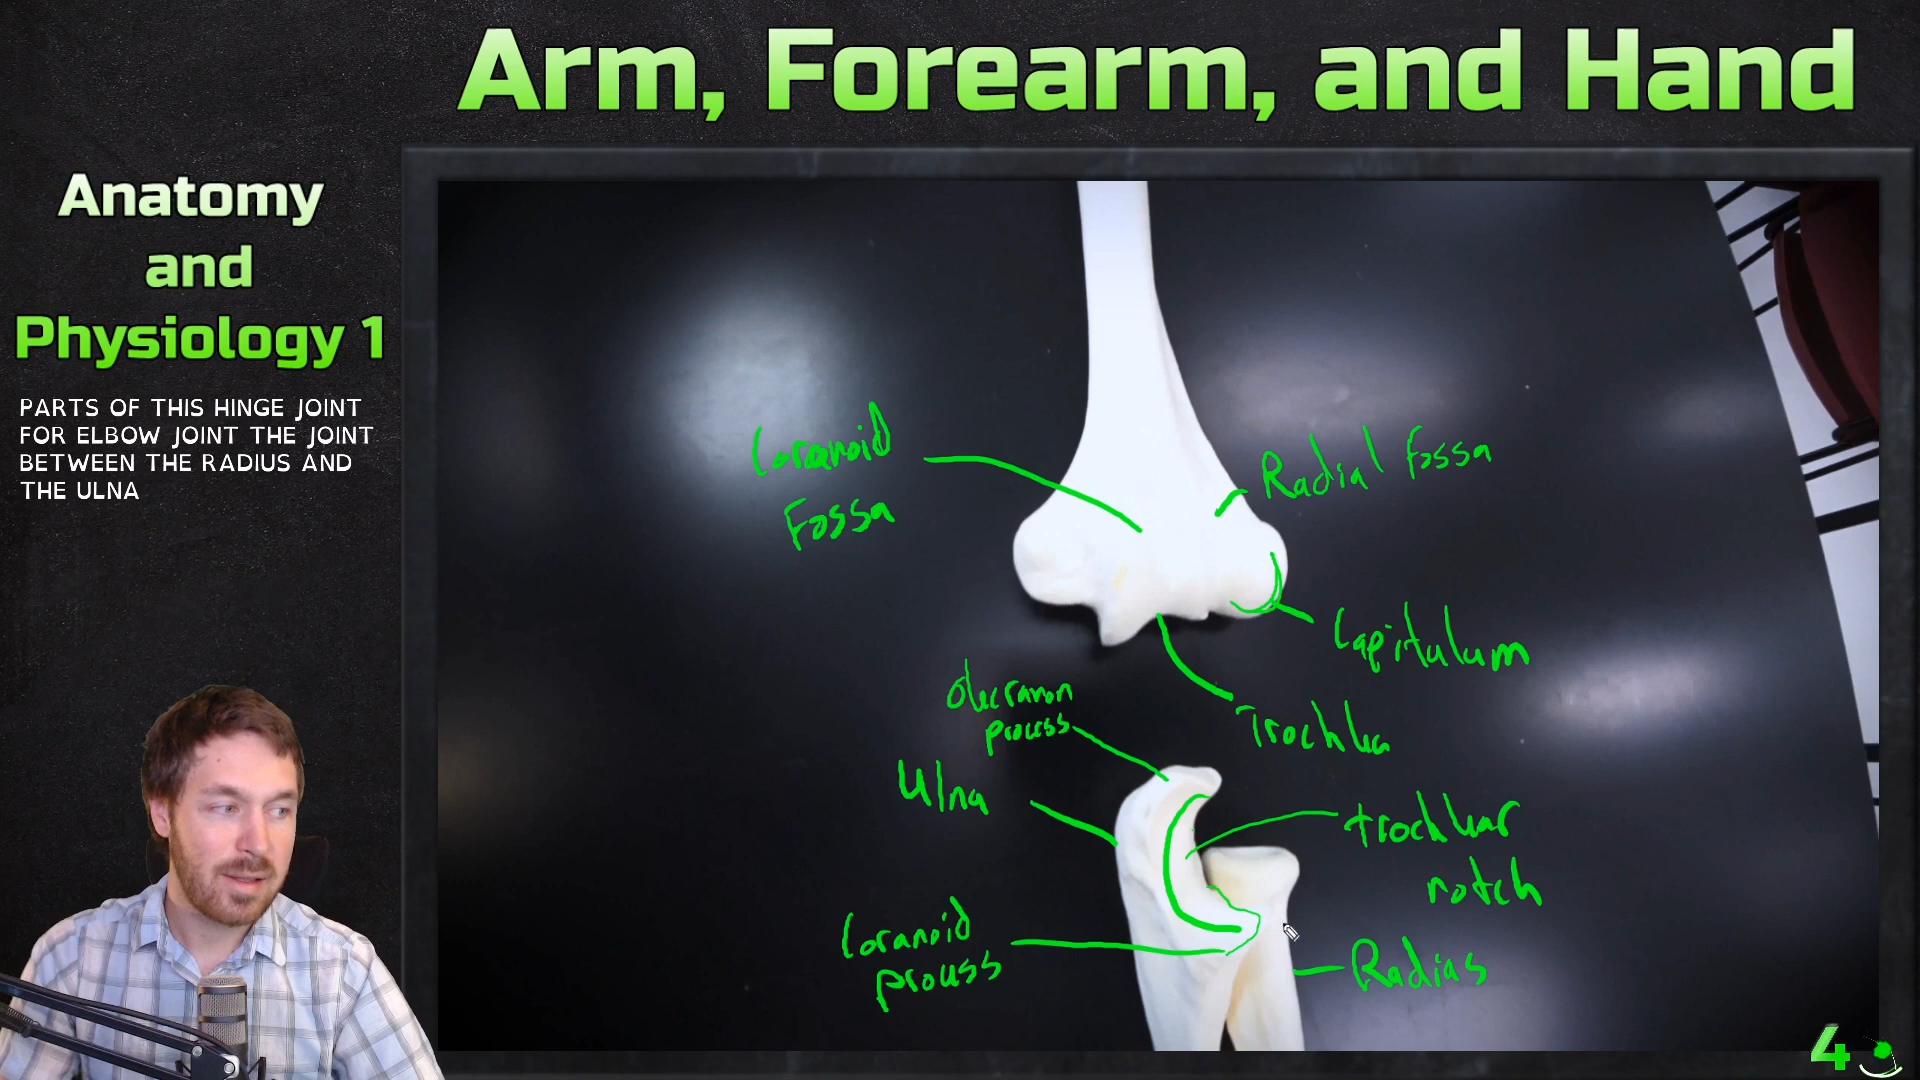 Arm, Forearm, and Hand
Anatomy
and
Physiology 1
PARTS OF THIS HINGE JOINT
FOR ELBOW JOINT THE JOINT
BETWEEN THE RADIUS AND
THE ULNA
Coranoid
Fossa
Radial fossa
Capitulum
Trochlea
Olecranon
process
Ulna
trochlear
notch
Coranoid
process
Radias
4